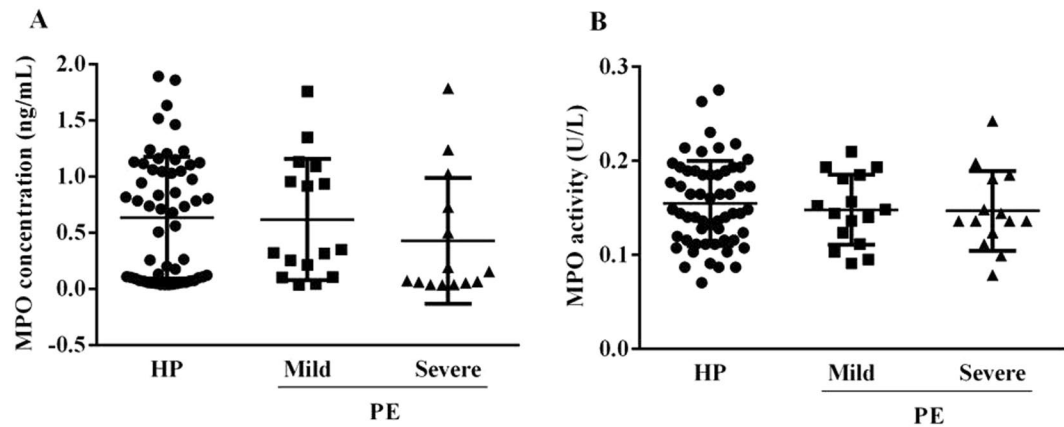 A
MPO concentration (ng/mL)
2.0
1.5
1.0
0.5
0.0
-0.5
HP
Mild
Severe
PE
B
MPO activity (U/L)
0.3
0.2
0.1
0.0
HP
Mild
Severe
PE